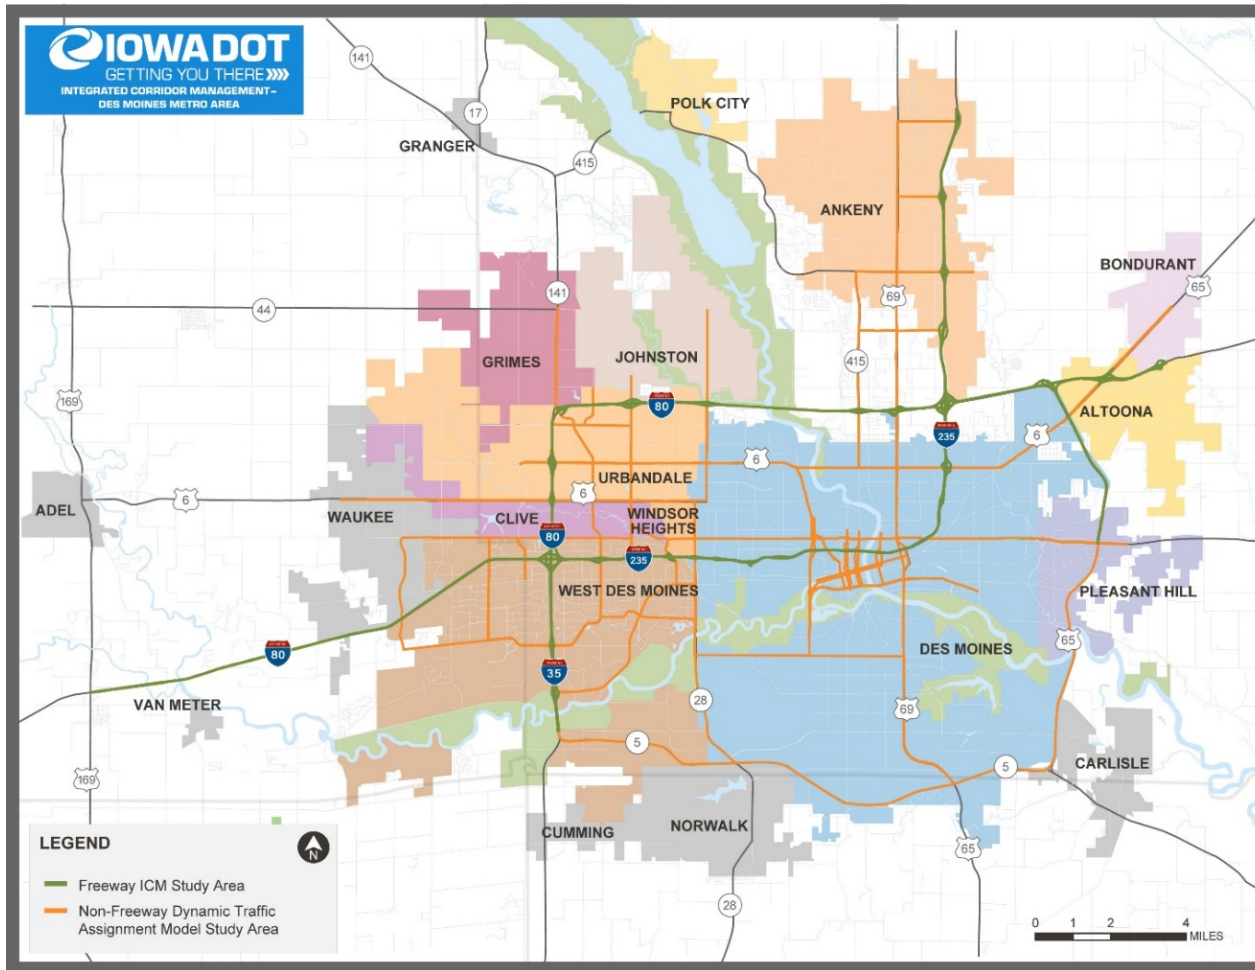 IOWADOT
GETTING YOU THERE »»
INTEGRATED CORRIDOR MANAGEMENT–
DES MOINES METRO AREA
141
17
GRANGER
415
POLK CITY
ANKENY
BONDURANT
65
69
141
44
GRIMES
JOHNSTON
415
169
80
ALTOONA
235
6
6
URBANDALE
6
6
ADEL
WAUKEE
CLIVE
WINDSOR
HEIGHTS
80
235
WEST DES MOINES
PLEASANT HILL
DES MOINES
65
80
35
VAN METER
28
69
5
169
5
CARLISLE
CUMMING
NORWALK
65
28
LEGEND
N
Freeway ICM Study Area
Non-Freeway Dynamic Traffic
Assignment Model Study Area
0 1 2 4
MILES